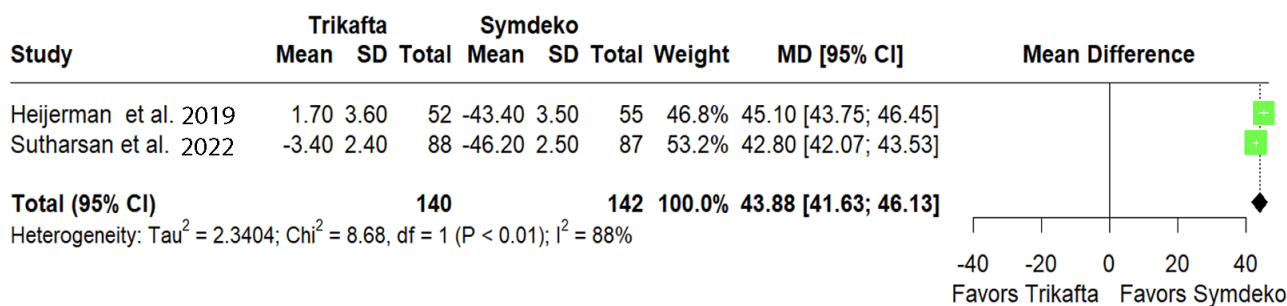 Trikafta Symdeko
Study Mean SD Total Mean SD Total Weight MD [95% CI] Mean Difference
Heijerman et al. 2019 1.70 3.60 52 -43.40 3.50 55 46.8% 45.10 [43.75; 46.45]
Sutharsan et al. 2022 -3.40 2.40 88 -46.20 2.50 87 53.2% 42.80 [42.07; 43.53]
Total (95% CI) 140 142 100.0% 43.88 [41.63; 46.13]
Heterogeneity: Tau² = 2.3404; Chi² = 8.68, df = 1 (P < 0.01); I² = 88%
-40 -20 0 20 40
Favors Trikafta Favors Symdeko